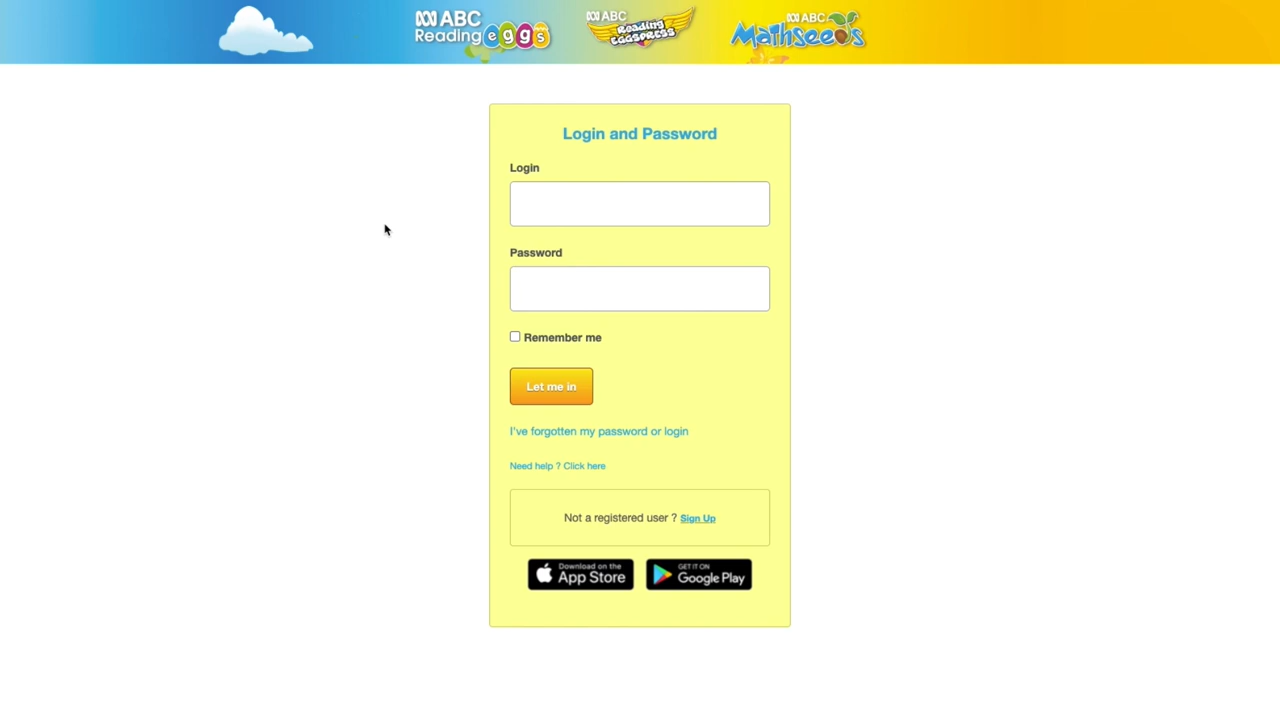 ABC
Reading eggs
ABC
Reading
EGGSPRESS
ABC
Mathseeds
Login and Password
Login
Password
Remember me
Let me in
I've forgotten my password or login
Need help ? Click here
Not a registered user ? Sign Up
Download on the
App Store
GET IT ON
Google Play